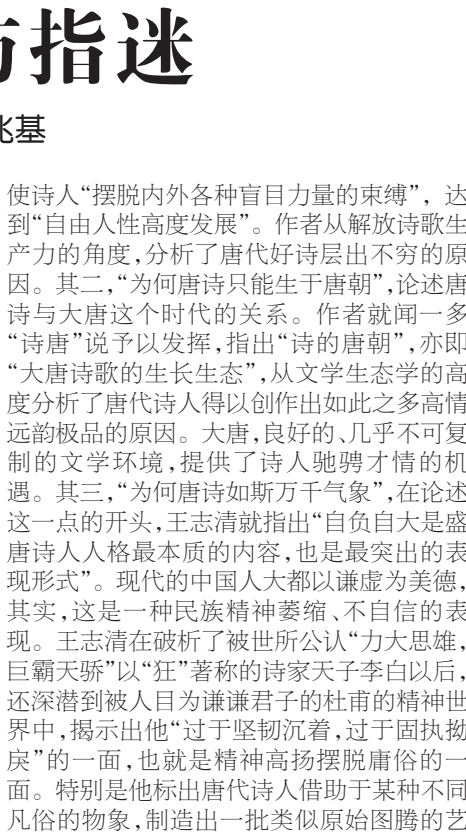 指迷
兆基
使诗人“摆脱内外各种盲目力量的束缚”，达
到“自由人性高度发展”。作者从解放诗歌生
产力的角度，分析了唐代好诗层出不穷的原
因。其二，“为何唐诗只能生于唐朝”，论述唐
诗与大唐这个时代的关系。作者就闻一多
“诗唐”说予以发挥，指出“诗的唐朝”，亦即
“大唐诗歌的生长生态”，从文学生态学的高
度分析了唐代诗人得以创作出如此之多高情
远韵极品的原因。大唐，良好的、几乎不可复
制的文学环境，提供了诗人驰骋才情的机
遇。其三，“为何唐诗如斯万千气象”，在论述
这一点的开头，王志清就指出“自负自大是盛
唐诗人人格最本质的内容，也是最突出的表
现形式”。现代的中国人大都以谦虚为美德，
其实，这是一种民族精神萎缩、不自信的表
现。王志清在破析了被世所公认“力大思雄，
巨霸天骄”以“狂”著称的诗家天子李白以后，
还深潜到被人目为谦谦君子的杜甫的精神世
界中，揭示出他“过于坚韧沉着，过于固执拗
戾”的一面，也就是精神高扬摆脱庸俗的一
面。特别是他标出唐代诗人借助于某种不同
凡俗的物象，制造出一批类似原始图腾的艺